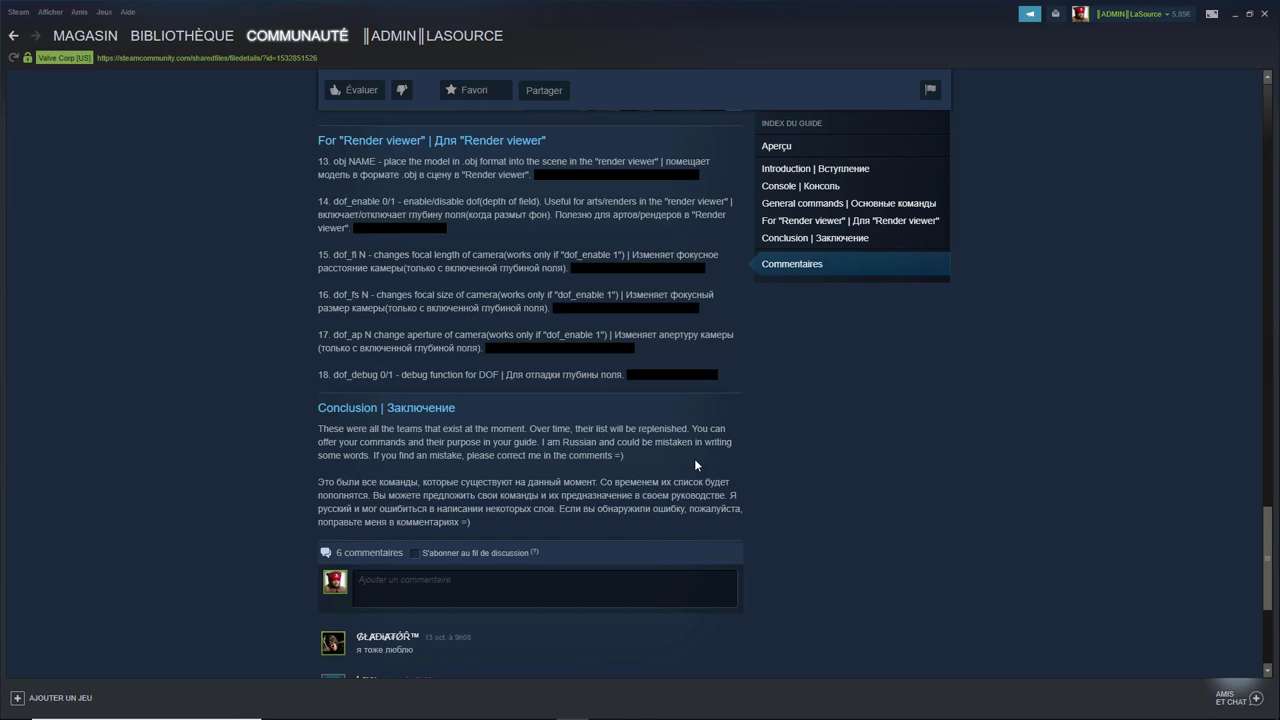 Steam Afficher Amis Jeux Aide
║ADMIN║LaSource 5,85€
MAGASIN BIBLIOTHÈQUE COMMUNAUTÉ ║ADMIN║LASOURCE
Valve Corp [US] https://steamcommunity.com/sharedfiles/filedetails/?id=1532851526
Évaluer Favori Partager
For "Render viewer" | Для "Render viewer"
13. obj NAME - place the model in .obj format into the scene in the "render viewer" | помещает
модель в формате .obj в сцену в "Render viewer".
14. dof_enable 0/1 - enable/disable dof(depth of field). Useful for arts/renders in the "render viewer" |
включает/отключает глубину поля(когда размыт фон). Полезно для артов/рендеров в "Render
viewer".
15. dof_fl N - changes focal length of camera(works only if "dof_enable 1") | Изменяет фокусное
расстояние камеры(только с включенной глубиной поля).
16. dof_fs N - changes focal size of camera(works only if "dof_enable 1") | Изменяет фокусный
размер камеры(только с включенной глубиной поля).
17. dof_ap N change aperture of camera(works only if "dof_enable 1") | Изменяет апертуру камеры
(только с включенной глубиной поля).
18. dof_debug 0/1 - debug function for DOF | Для отладки глубины поля.
Conclusion | Заключение
These were all the teams that exist at the moment. Over time, their list will be replenished. You can
offer your commands and their purpose in your guide. I am Russian and could be mistaken in writing
some words. If you find an mistake, please correct me in the comments =)
Это были все команды, которые существуют на данный момент. Со временем их список будет
пополнятся. Вы можете предложить свои команды и их предназначение в своем руководстве. Я
русский и мог ошибиться в написании некоторых слов. Если вы обнаружили ошибку, пожалуйста,
поправьте меня в комментариях =)
6 commentaires S'abonner au fil de discussion (?)
Ajouter un commentaire
13 oct. à 9h08
я тоже люблю
INDEX DU GUIDE
Aperçu
Introduction | Вступление
Console | Консоль
General commands | Основные команды
For "Render viewer" | Для "Render viewer"
Conclusion | Заключение
Commentaires
AJOUTER UN JEU
AMIS
ET CHAT